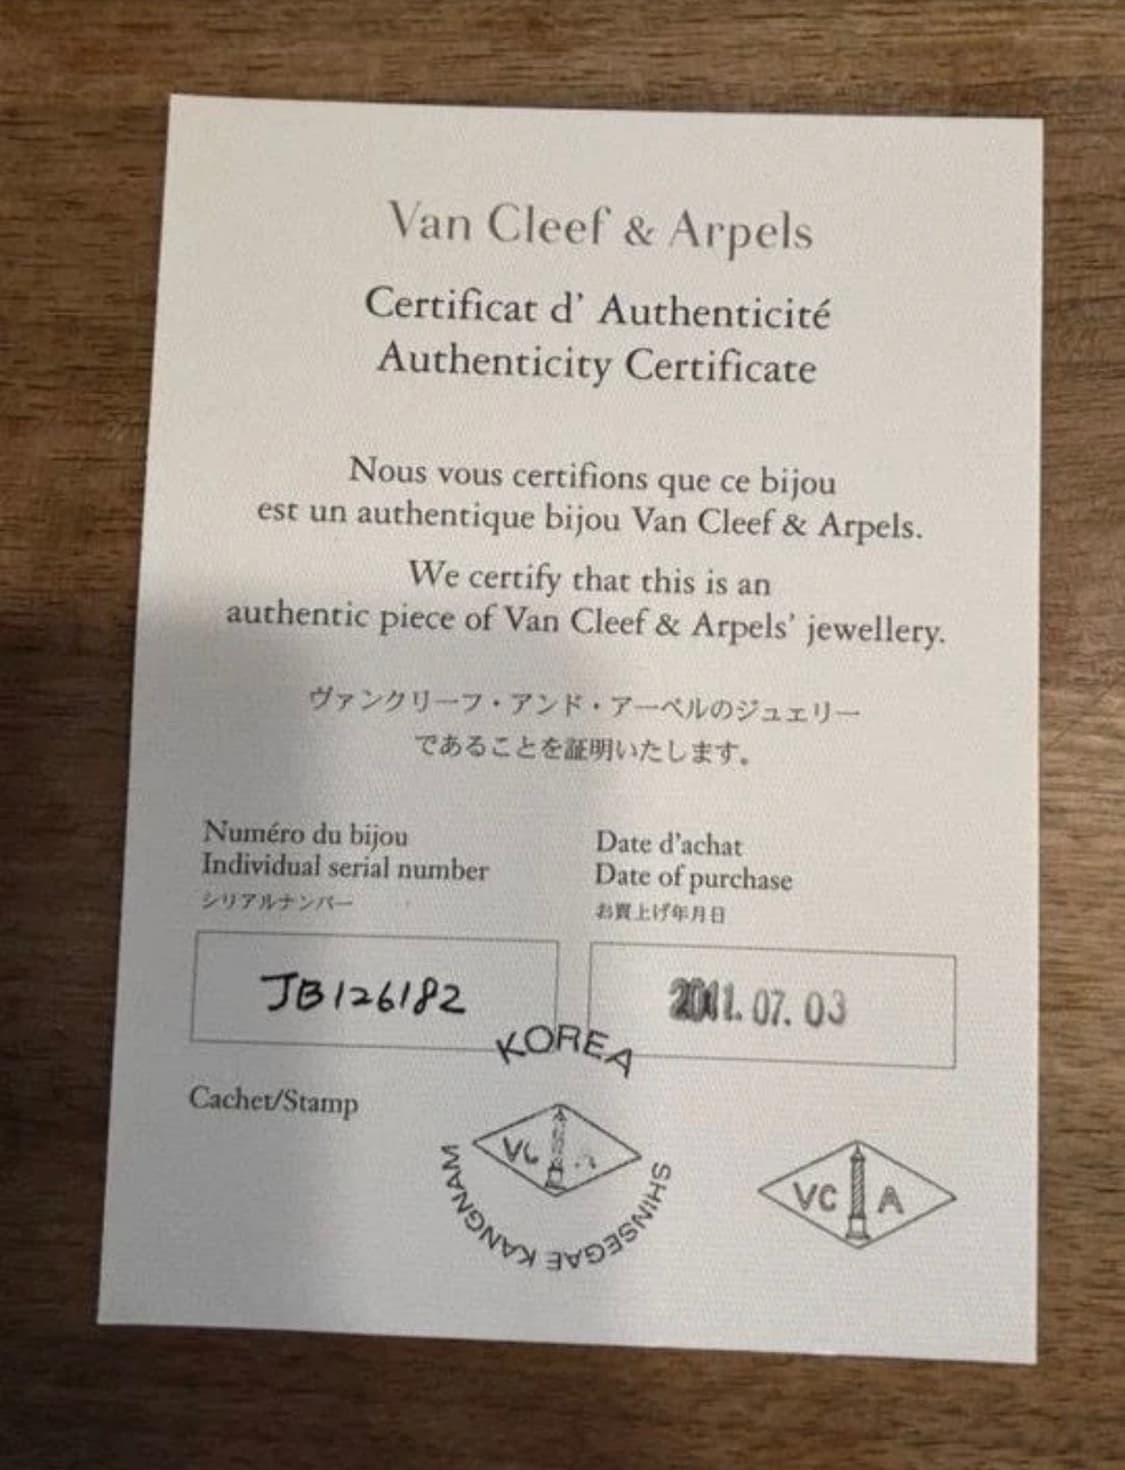 Van Cleef & Arpels
Certificat d' Authenticité
Authenticity Certificate
Nous vous certifions que ce bijou
est un authentique bijou Van Cleef & Arpels.
We certify that this is an
authentic piece of Van Cleef & Arpels' jewellery.
ヴァンクリーフ・アンド・アーペルのジュェリー
であることを証明いたします。
Numéro du bijou
Individual serial number
シリアルナンバー
Date d'achat
Date of purchase
お買上げ年月日
JB126182
2011.07.03
Cachet/Stamp
KOREA
VC
SHINSEGAE KANGNAM
VC A